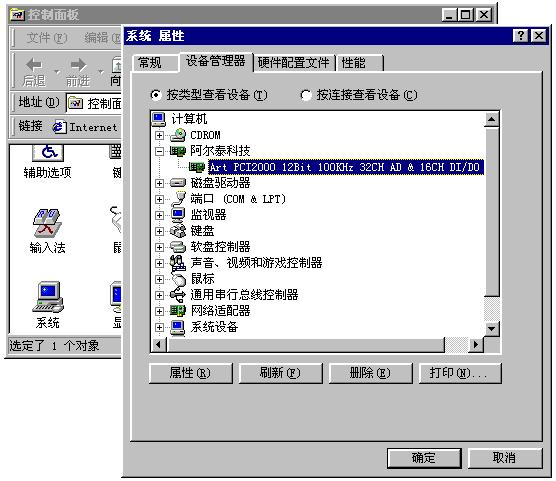 控制面板
文件(F) 编辑(E
后退 前进 向
地址(D) 控制面
链接 Internet
辅助选项 键
输入法 鼠
系统 显
选定了 1 个对象
系统 属性
常规 设备管理器 硬件配置文件 性能
按类型查看设备(T) 按连接查看设备(C)
计算机
CDROM
阿尔泰科技
Art PCI2000 12Bit 100KHz 32CH AD & 16CH DI/DO
磁盘驱动器
端口 (COM & LPT)
监视器
键盘
软盘控制器
声音、视频和游戏控制器
鼠标
通用串行总线控制器
网络适配器
系统设备
属性(R) 刷新(F) 删除(E) 打印(N)...
确定 取消